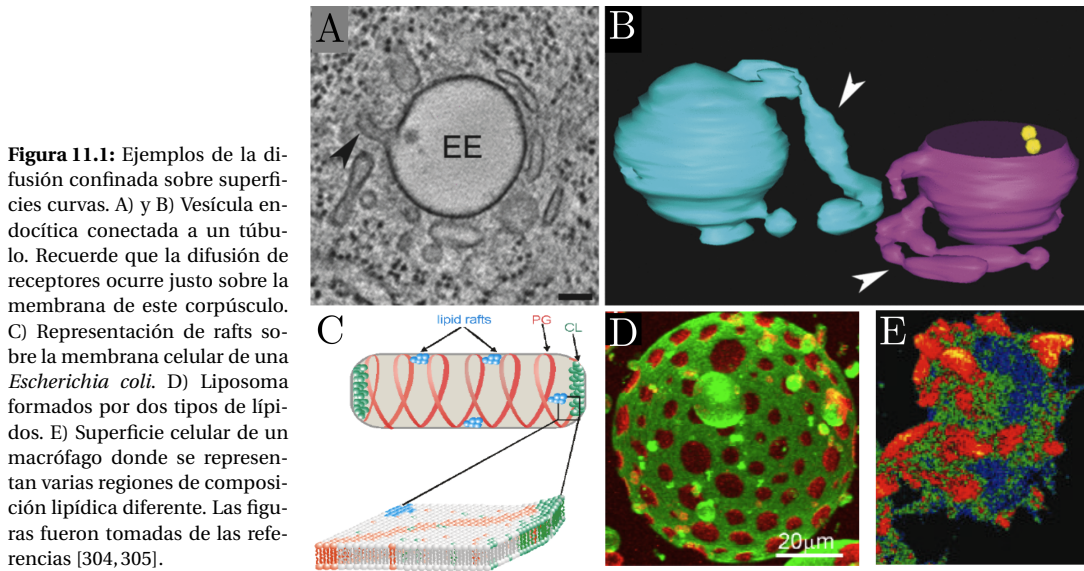 Figura 11.1: Ejemplos de la di-
fusión confinada sobre superfi-
cies curvas. A) y B) Vesícula en-
docítica conectada a un túbu-
lo. Recuerde que la difusión de
receptores ocurre justo sobre la
membrana de este corpúsculo.
C) Representación de rafts so-
bre la membrana celular de una
Escherichia coli. D) Liposoma
formados por dos tipos de lípi-
dos. E) Superficie celular de un
macrófago donde se represen-
tan varias regiones de compo-
sición lipídica diferente. Las figu-
ras fueron tomadas de las refe-
rencias [304, 305].
A
EE
B
C
lipid rafts
PG
CL
D
20µm
E